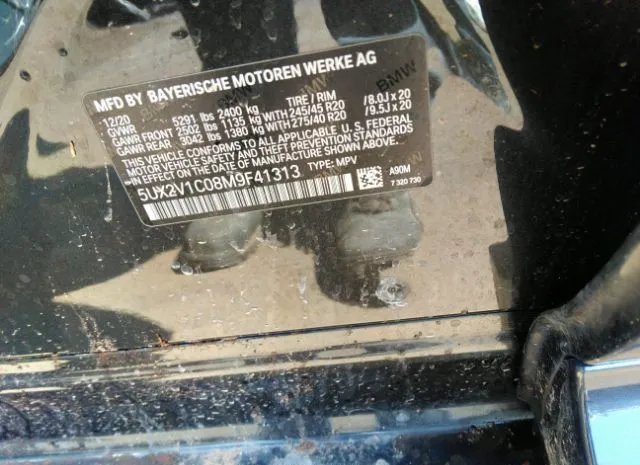 MFD BY BAYERISCHE MOTOREN WERKE AG
12/20 5291 lbs 2400 kg TIRE / RIM
GVWR
GAWR FRONT 2502 lbs 1135 kg WITH 245/45 R20 /8.0J x 20
GAWR REAR 3042 lbs 1380 kg WITH 275/40 R20 /9.5J x 20
THIS VEHICLE CONFORMS TO ALL APPLICABLE U.S. FEDERAL
MOTOR VEHICLE SAFETY, BUMPER, AND THEFT PREVENTION STANDARDS
IN EFFECT ON THE DATE OF MANUFACTURE SHOWN ABOVE.
5UX2V1C08M9F41313 TYPE: MPV
A90M
7 320 730